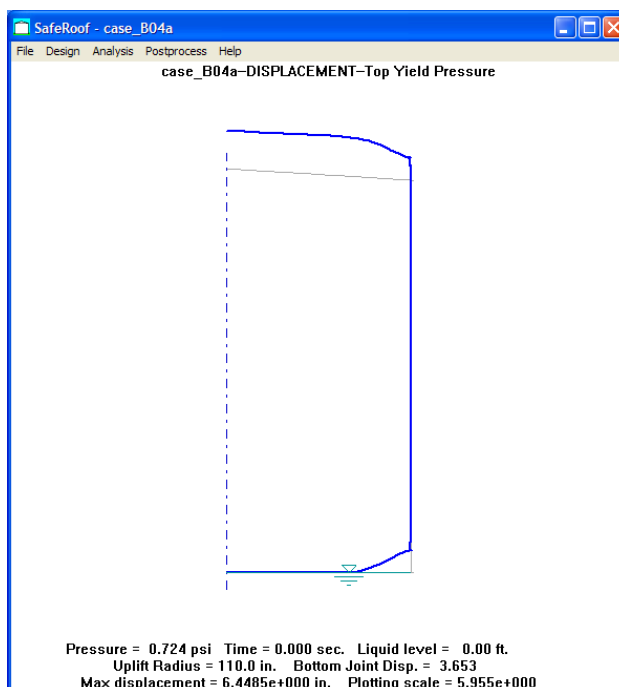 SafeRoof - case_B04a
File Design Analysis Postprocess Help
case_B04a-DISPLACEMENT-Top Yield Pressure
Pressure = 0.724 psi Time = 0.000 sec. Liquid level = 0.00 ft.
Uplift Radius = 110.0 in. Bottom Joint Disp. = 3.653
Max displacement = 6.4485e+000 in. Plotting scale = 5.955e+000